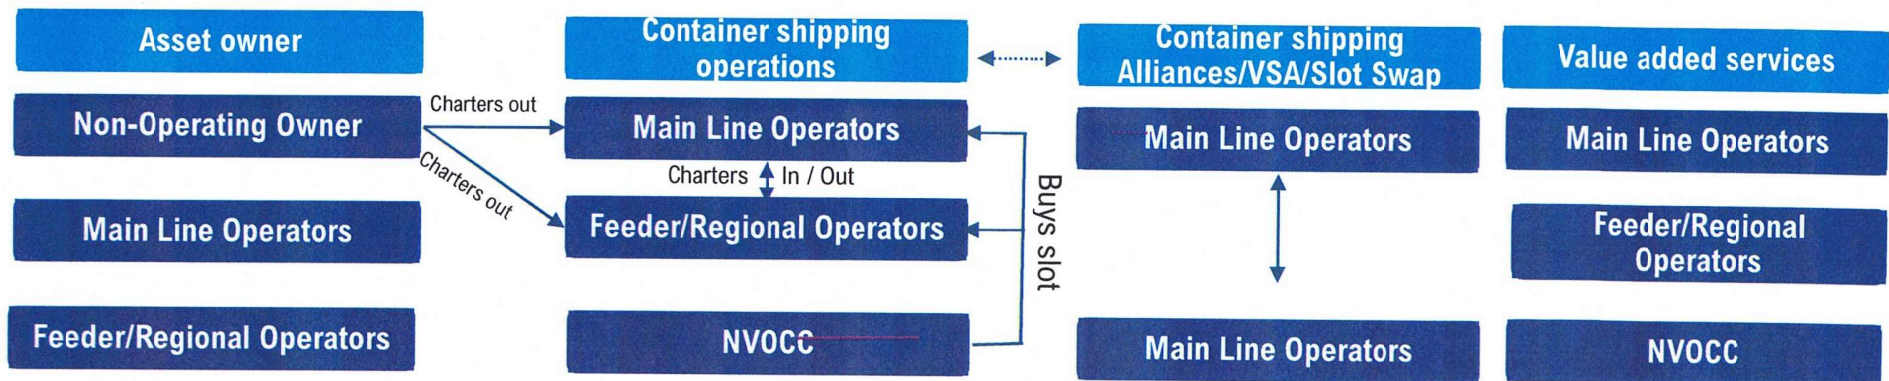 Asset owner
Non-Operating Owner
Main Line Operators
Feeder/Regional Operators
Charters out
Charters out
Container shipping
operations
Main Line Operators
Charters In / Out
Feeder/Regional Operators
NVOCC
Buys slot
Container shipping
Alliances/VSA/Slot Swap
Main Line Operators
Main Line Operators
Value added services
Main Line Operators
Feeder/Regional
Operators
NVOCC